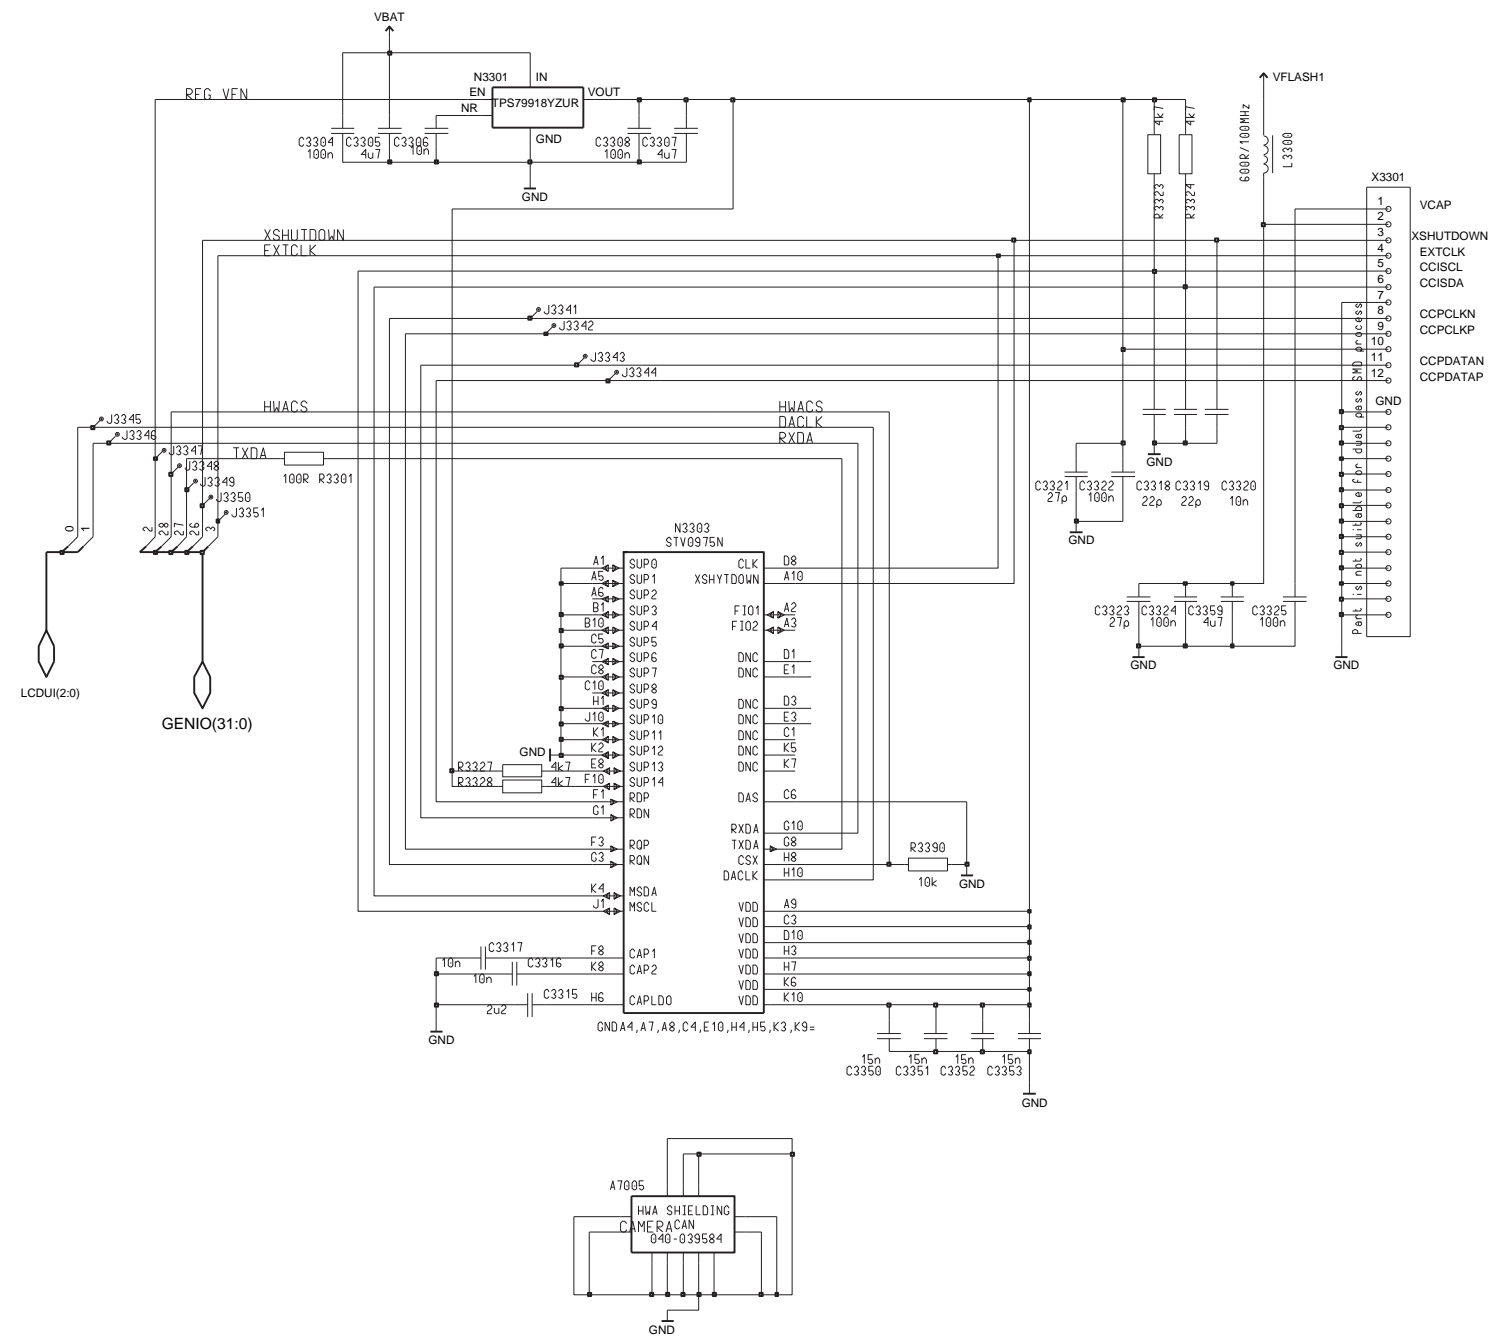 VBAT
N3301
IN
EN
TPS79918YZUR
VOUT
NR
GND
REG_VEN
C3304
100n
C3305
4u7
C3306
10n
C3308
100n
C3307
4u7
GND
4k7
4k7
R3323
R3324
VFLASH1
600R/100MHz
L3300
X3301
1
VCAP
2
3
XSHUTDOWN
4
EXTCLK
5
CCISCL
6
CCISDA
7
8
CCPCLKN
9
CCPCLKP
10
11
CCPDATAN
12
CCPDATAP
GND
Part is not suitable for dual pass SMD process
XSHUTDOWN
EXTCLK
J3341
J3342
J3343
J3344
HWACS
HWACS
DACLK
RXDA
J3345
J3346
J3347
J3348
J3349
J3350
J3351
TXDA
100R R3301
0
1
2
28
27
26
3
LCDUI(2:0)
GENIO(31:0)
GND
C3321
27p
C3322
100n
C3318
22p
C3319
22p
C3320
10n
GND
C3323
27p
C3324
100n
C3359
4u7
C3325
100n
GND
GND
N3303
STV0975N
A1 SUP0
A5 SUP1
A6 SUP2
B1 SUP3
B10 SUP4
C5 SUP5
C7 SUP6
C8 SUP7
C10 SUP8
H1 SUP9
J10 SUP10
K1 SUP11
GND K2 SUP12
R3327 4k7 E8 SUP13
R3328 4k7 F10 SUP14
F1 RDP
G1 RDN
F3 RQP
G3 RQN
K4 MSDA
J1 MSCL
F8 CAP1
K8 CAP2
H6 CAPLDO
CLK D8
XSHYTDOWN A10
FIO1 A2
FIO2 A3
DNC D1
DNC E1
DNC D3
DNC E3
DNC C1
DNC K5
DNC K7
DAS C6
RXDA G10
TXDA G8
CSX H8
DACLK H10
VDD A9
VDD C3
VDD D10
VDD H3
VDD H7
VDD K6
VDD K10
R3390
10k
GND
C3317
10n
C3316
10n
C3315
2u2
GND
GNDA4,A7,A8,C4,E10,H4,H5,K3,K9=
15n
C3350
15n
C3351
15n
C3352
15n
C3353
GND
A7005
HWA SHIELDING
CAMERA CAN
040-039584
GND